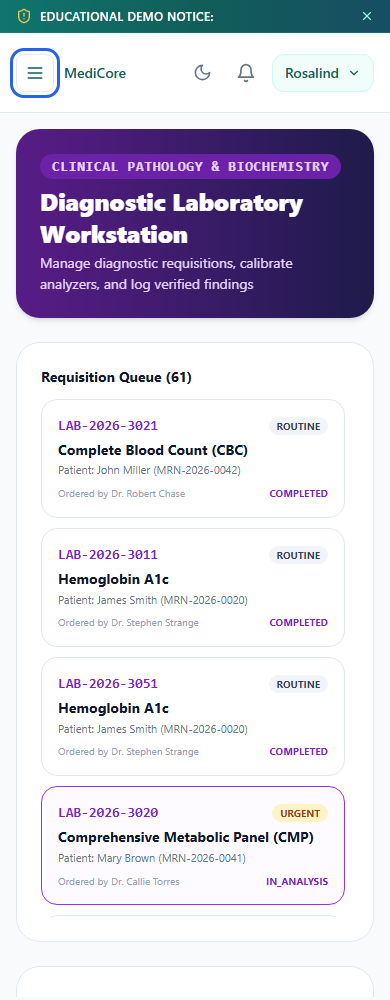 EDUCATIONAL DEMO NOTICE:
MediCore
Rosalind
CLINICAL PATHOLOGY & BIOCHEMISTRY
Diagnostic Laboratory
Workstation
Manage diagnostic requisitions, calibrate
analyzers, and log verified findings
Requisition Queue (61)
LAB-2026-3021
ROUTINE
Complete Blood Count (CBC)
Patient: John Miller (MRN-2026-0042)
Ordered by Dr. Robert Chase
COMPLETED
LAB-2026-3011
ROUTINE
Hemoglobin A1c
Patient: James Smith (MRN-2026-0020)
Ordered by Dr. Stephen Strange
COMPLETED
LAB-2026-3051
ROUTINE
Hemoglobin A1c
Patient: James Smith (MRN-2026-0020)
Ordered by Dr. Stephen Strange
COMPLETED
LAB-2026-3020
URGENT
Comprehensive Metabolic Panel (CMP)
Patient: Mary Brown (MRN-2026-0041)
Ordered by Dr. Callie Torres
IN_ANALYSIS